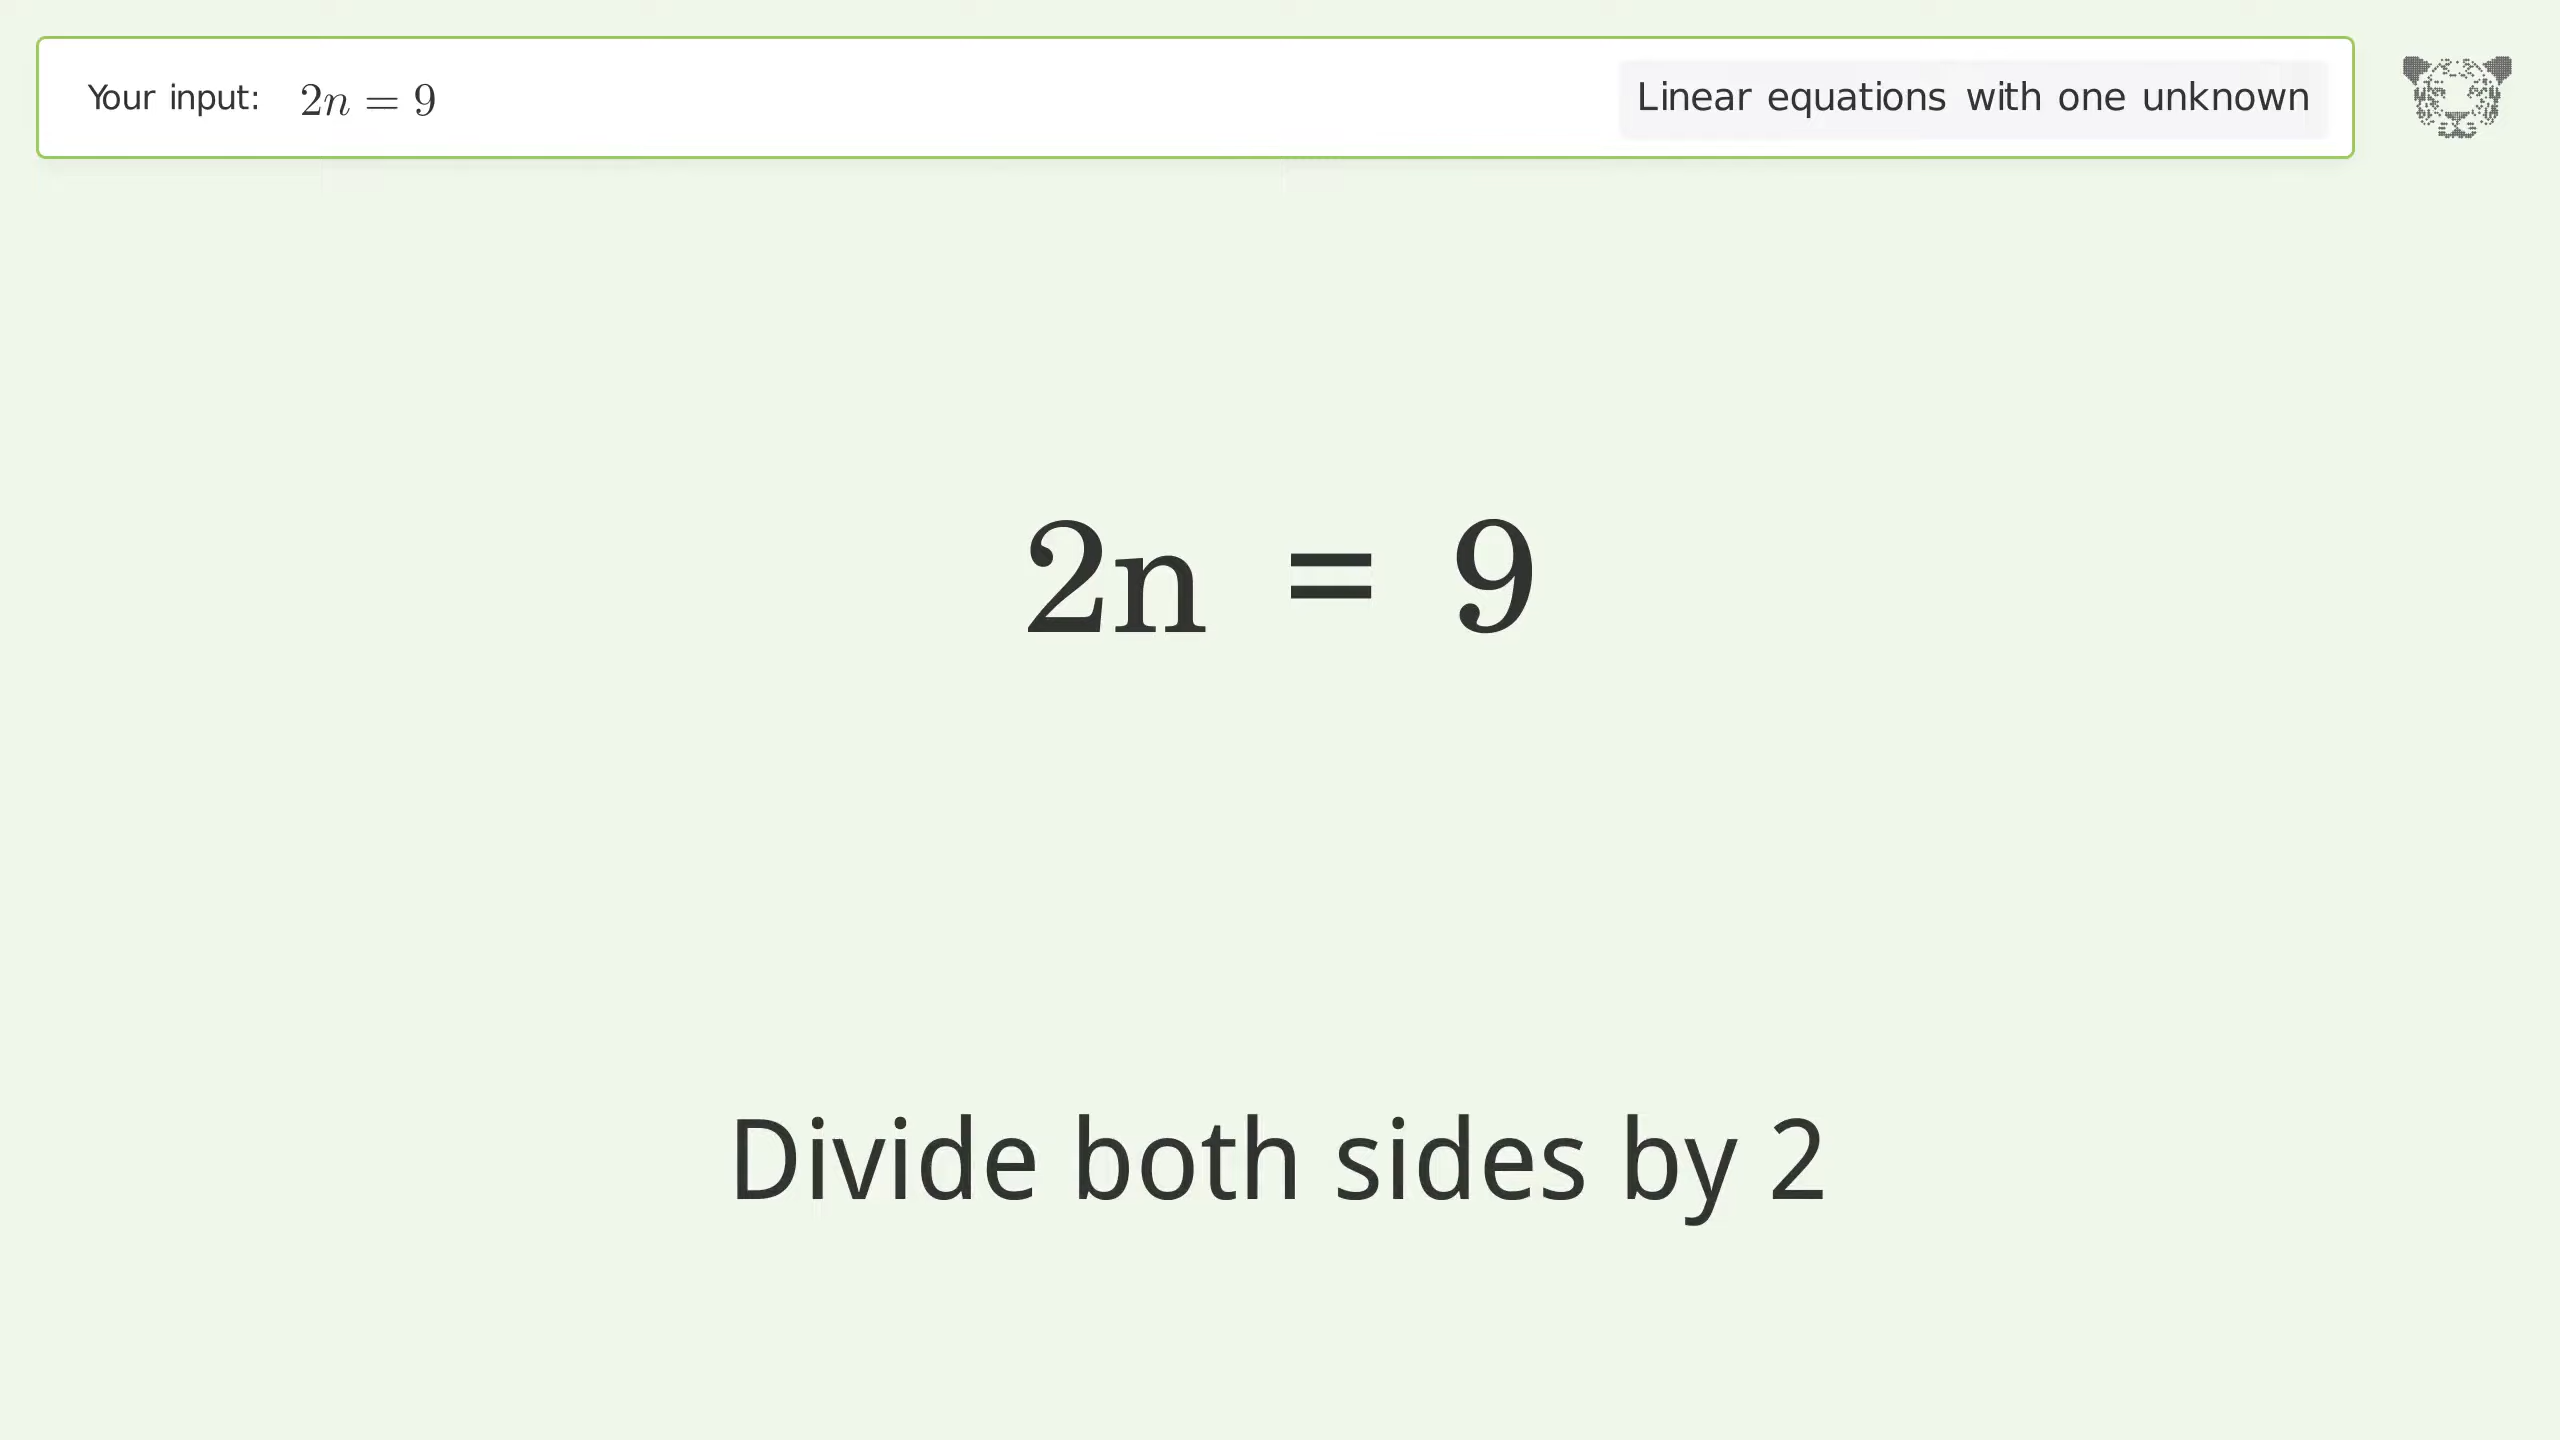 Your input: 2n = 9
Linear equations with one unknown
2n = 9
Divide both sides by 2